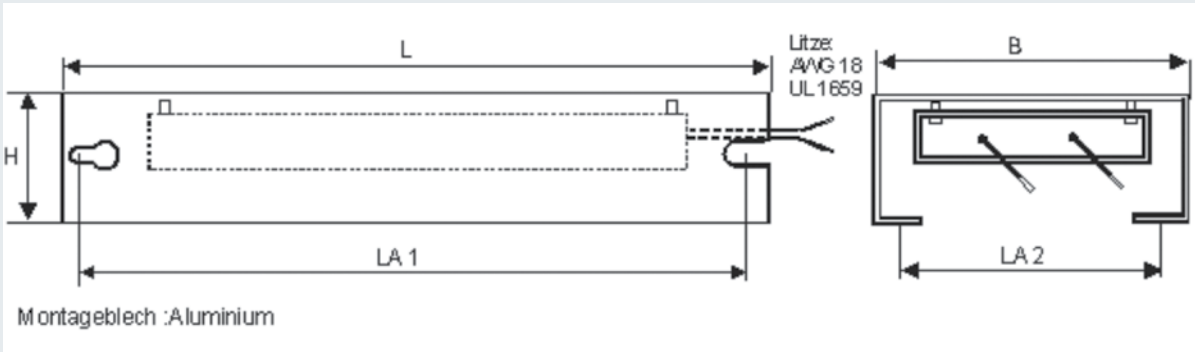 L
Litze:
AWG 18
UL 1659
B
H
LA 1
LA 2
Montageblech :Aluminium